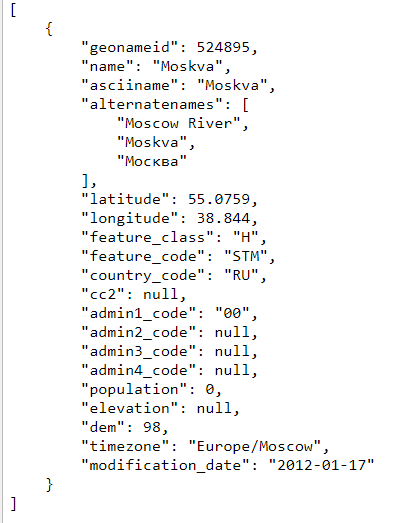 [
    {
        "geonameid": 524895,
        "name": "Moskva",
        "asciiname": "Moskva",
        "alternatenames": [
            "Moscow River",
            "Moskva",
            "Москва"
        ],
        "latitude": 55.0759,
        "longitude": 38.844,
        "feature_class": "H",
        "feature_code": "STM",
        "country_code": "RU",
        "cc2": null,
        "admin1_code": "00",
        "admin2_code": null,
        "admin3_code": null,
        "admin4_code": null,
        "population": 0,
        "elevation": null,
        "dem": 98,
        "timezone": "Europe/Moscow",
        "modification_date": "2012-01-17"
    }
]